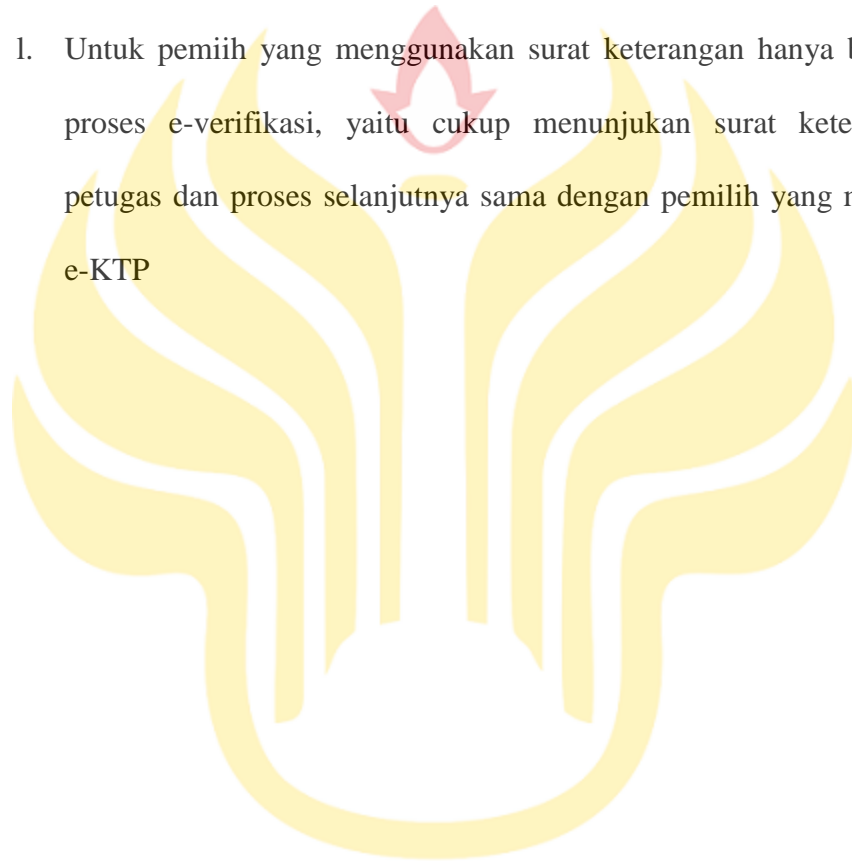 l. Untuk pemiih yang menggunakan surat keterangan hanya
proses e-verifikasi, yaitu cukup menunjukan surat
petugas dan proses selanjutnya sama dengan pemilih yang
e-KTP